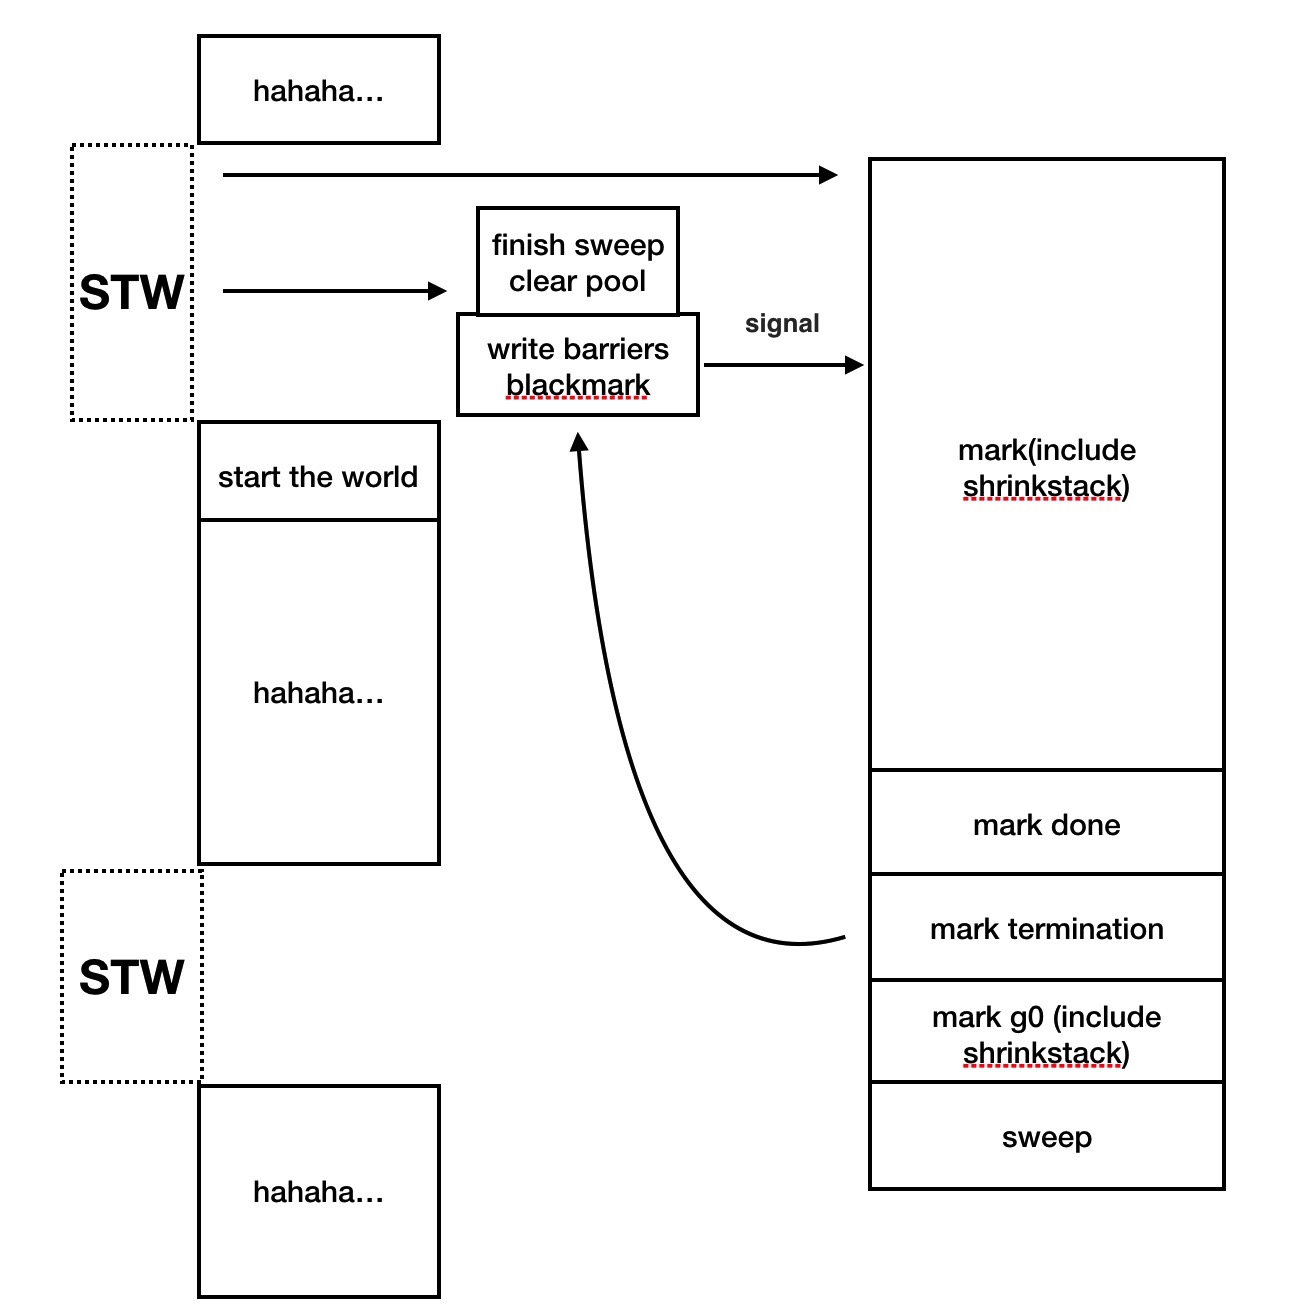 hahaha…
STW
finish sweep
clear pool
signal
write barriers
blackmark
mark(include
shrinkstack)
start the world
hahaha…
mark done
mark termination
STW
mark g0 (include
shrinkstack)
sweep
hahaha…